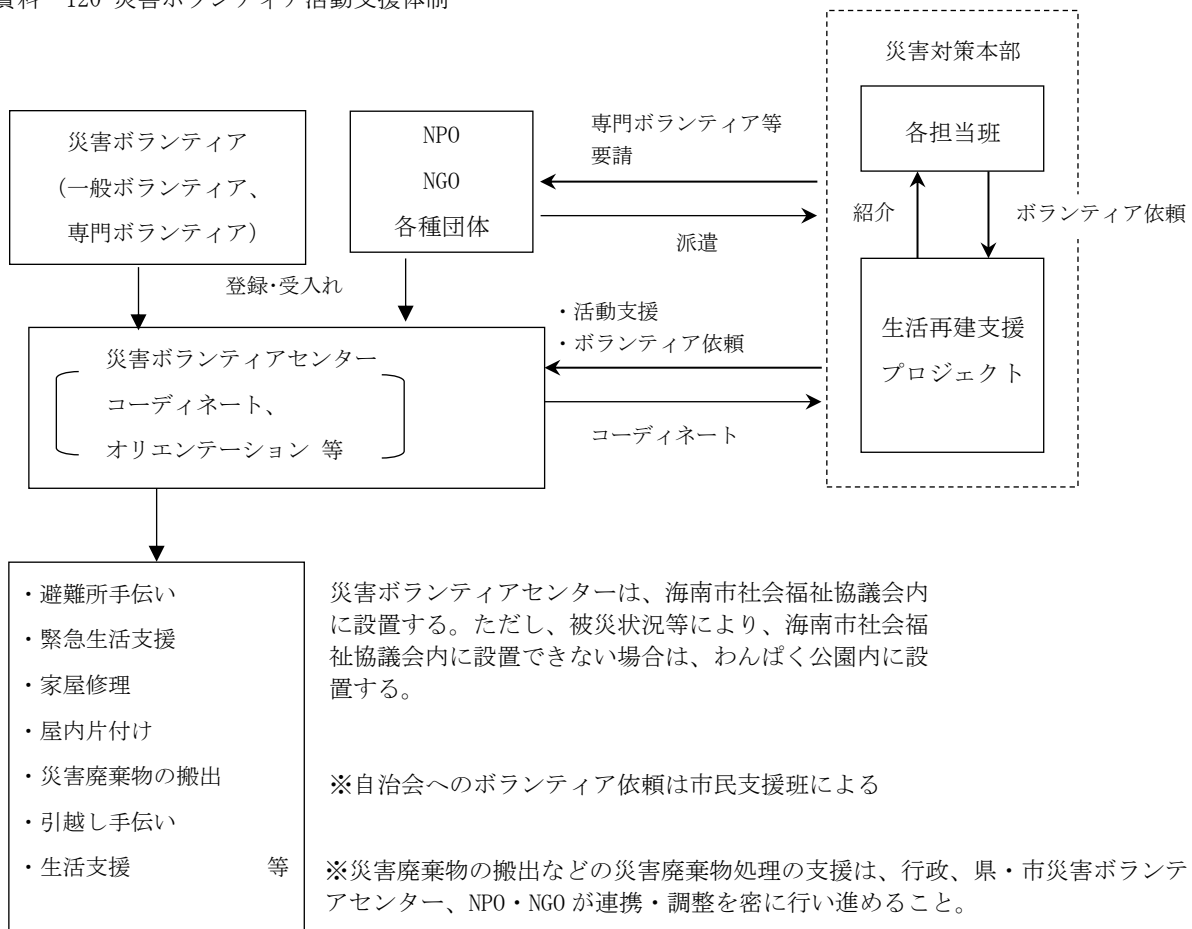 資料 120 災害ボランティア活動支援体制
災害対策本部
各担当班
紹介
ボランティア依頼
生活再建支援
プロジェクト
災害ボランティア
(一般ボランティア、
専門ボランティア)
NPO
NGO
各種団体
専門ボランティア等
要請
派遣
登録・受入れ
・活動支援
・ボランティア依頼
コーディネート
災害ボランティアセンター
コーディネート、
オリエンテーション 等
・避難所手伝い
・緊急生活支援
・家屋修理
・屋内片付け
・災害廃棄物の搬出
・引越し手伝い
・生活支援 等
災害ボランティアセンターは、海南市社会福祉協議会内
に設置する。ただし、被災状況等により、海南市社会福
祉協議会内に設置できない場合は、わんぱく公園内に設
置する。
※自治会へのボランティア依頼は市民支援班による
※災害廃棄物の搬出などの災害廃棄物処理の支援は、行政、県・市災害ボランテ
アセンター、NPO・NGOが連携・調整を密に行い進めること。